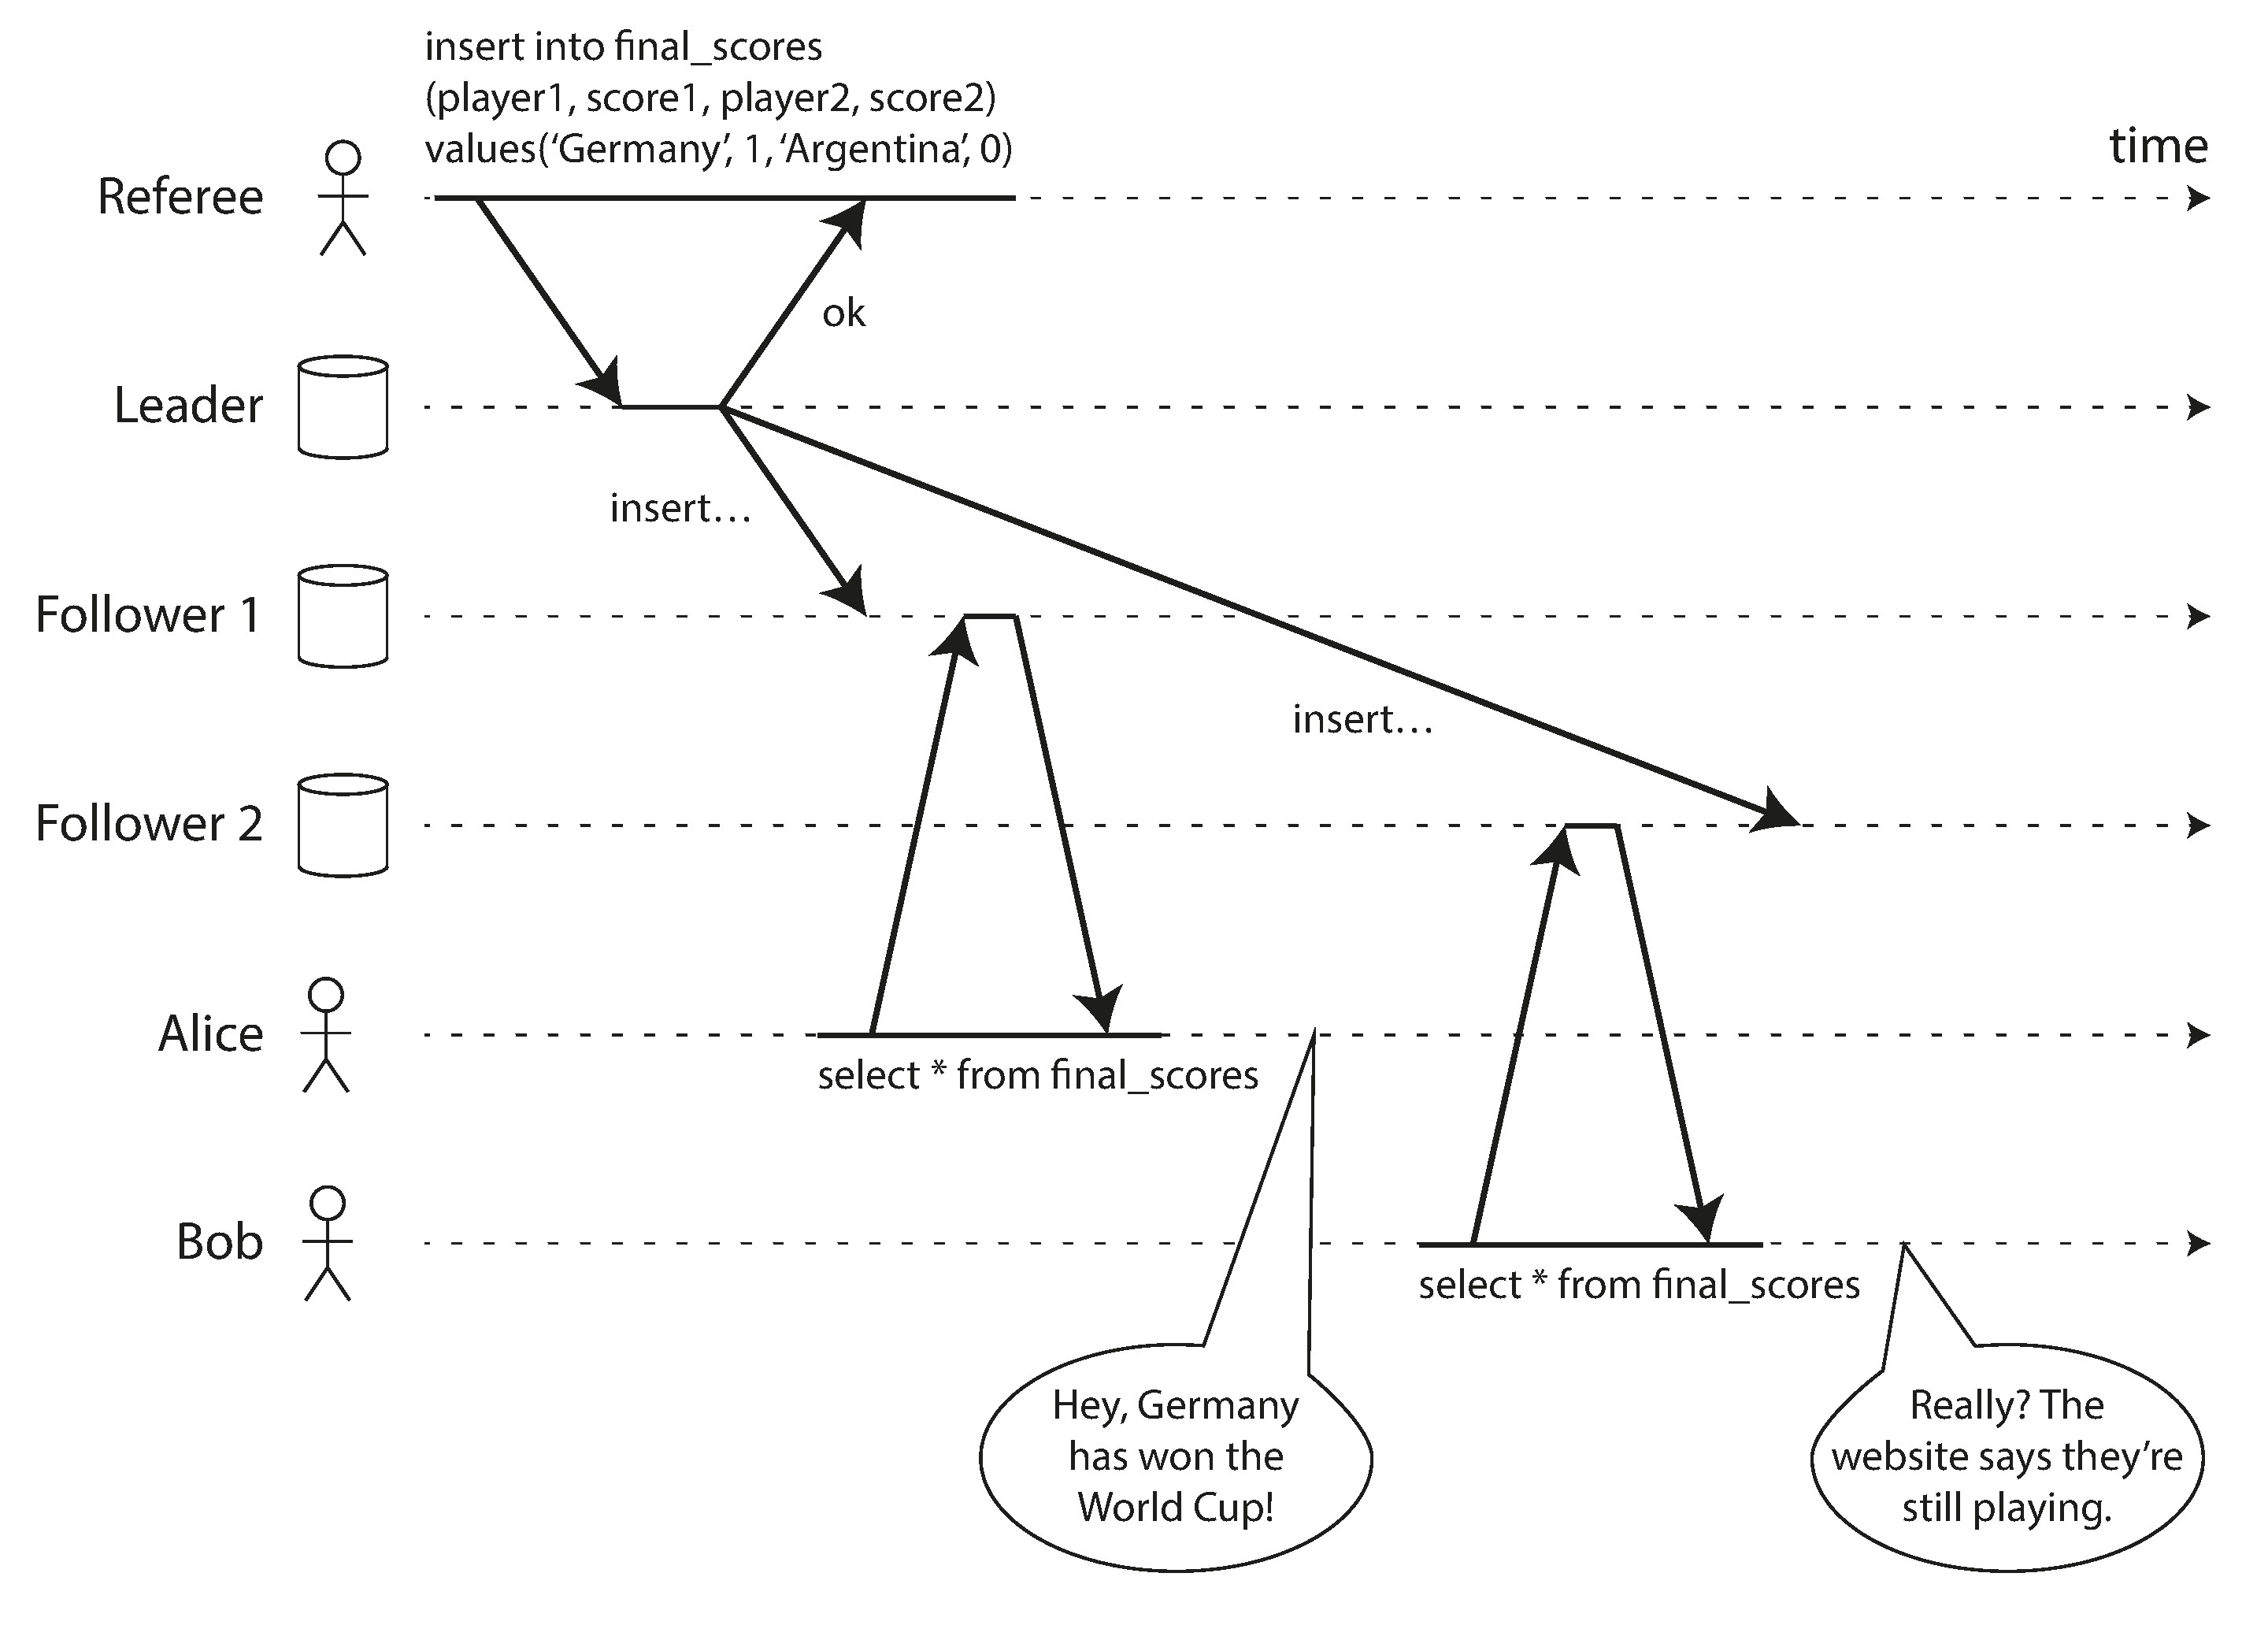 insert into final_scores
(player1, score1, player2, score2)
values(‘Germany’, 1, ‘Argentina’, 0)
time
Referee
ok
Leader
insert…
Follower 1
insert…
Follower 2
Alice
select * from final_scores
Bob
select * from final_scores
Hey, Germany
has won the
World Cup!
Really? The
website says they’re
still playing.